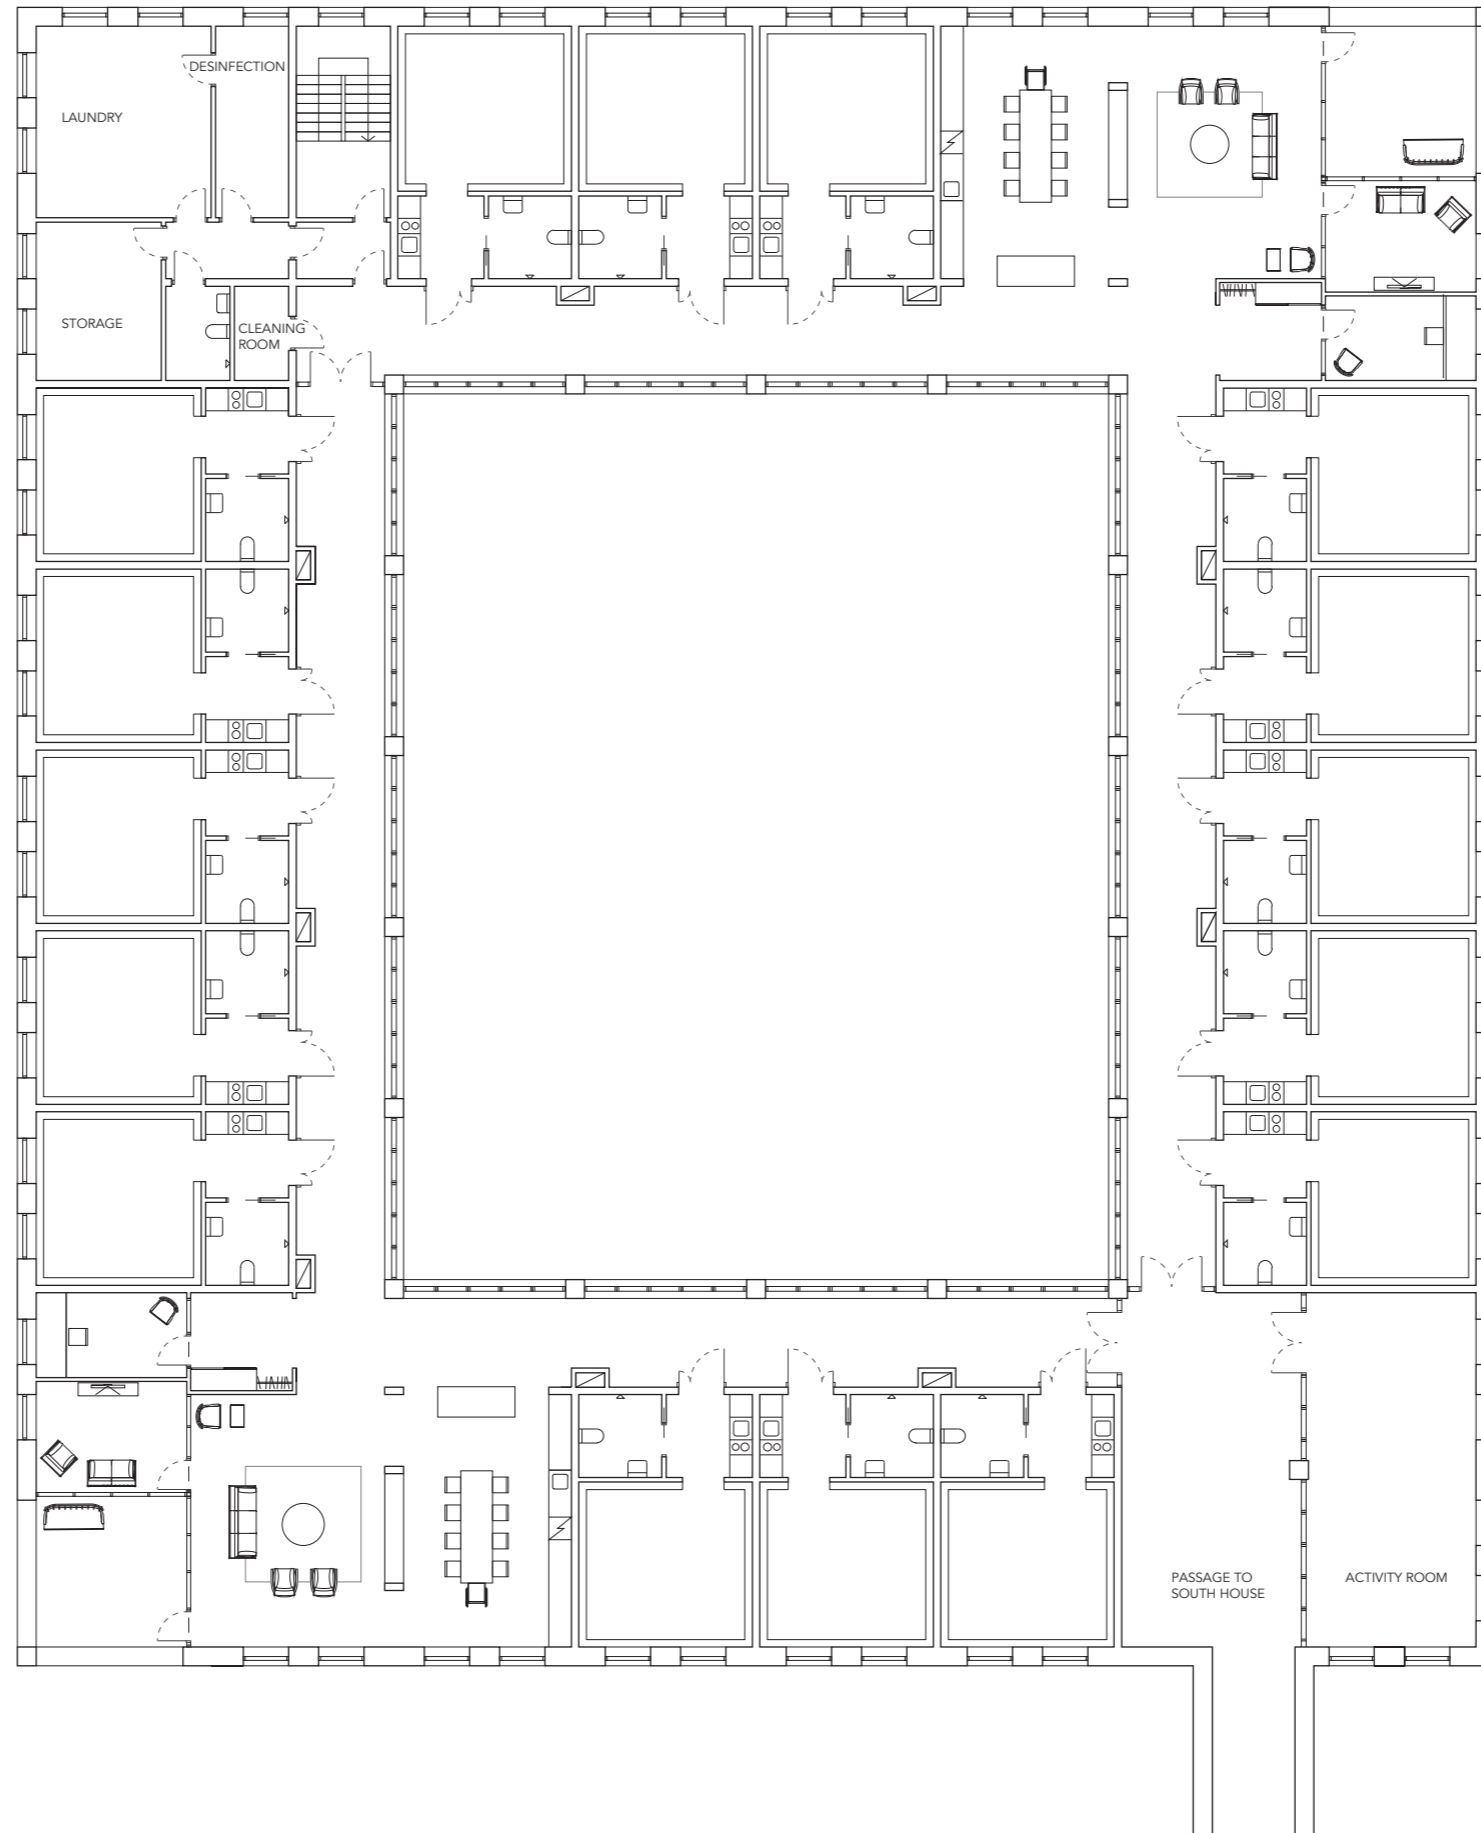 DESINFECTION
LAUNDRY
STORAGE
CLEANING
ROOM
PASSAGE TO
SOUTH HOUSE
ACTIVITY ROOM